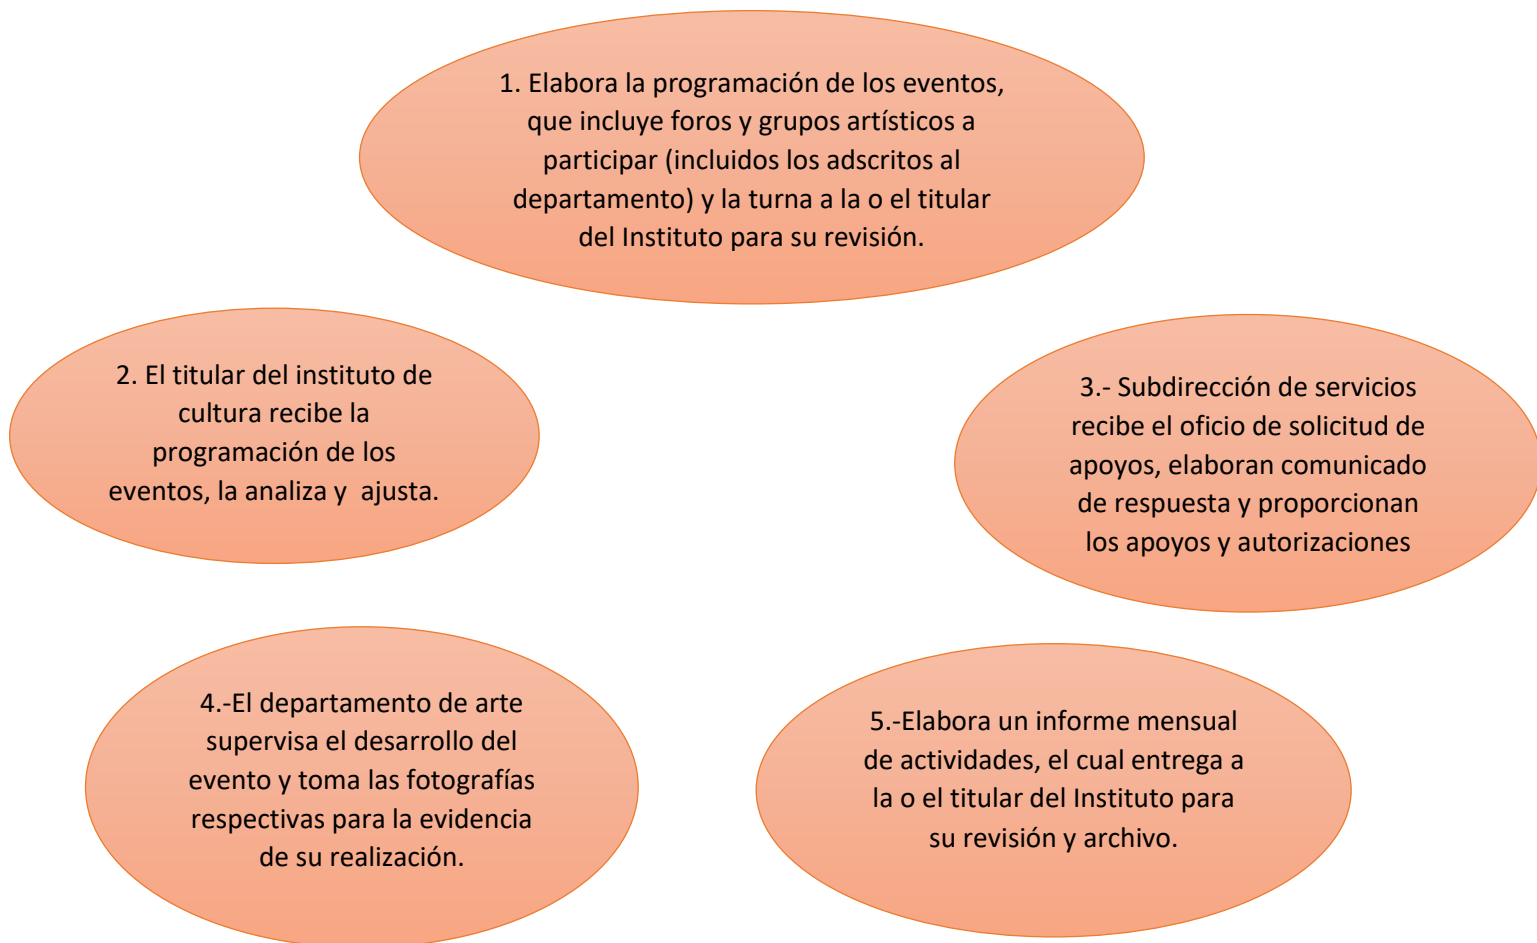 1. Elabora la programación de los eventos,
que incluye foros y grupos artísticos a
participar (incluidos los adscritos al
departamento) y la turna a la o el titular
del Instituto para su revisión.
2. El titular del instituto de
cultura recibe la
programación de los
eventos, la analiza y  ajusta.
3.- Subdirección de servicios
recibe el oficio de solicitud de
apoyos, elaboran comunicado
de respuesta y proporcionan
los apoyos y autorizaciones
4.-El departamento de arte
supervisa el desarrollo del
evento y toma las fotografías
respectivas para la evidencia
de su realización.
5.-Elabora un informe mensual
de actividades, el cual entrega a
la o el titular del Instituto para
su revisión y archivo.